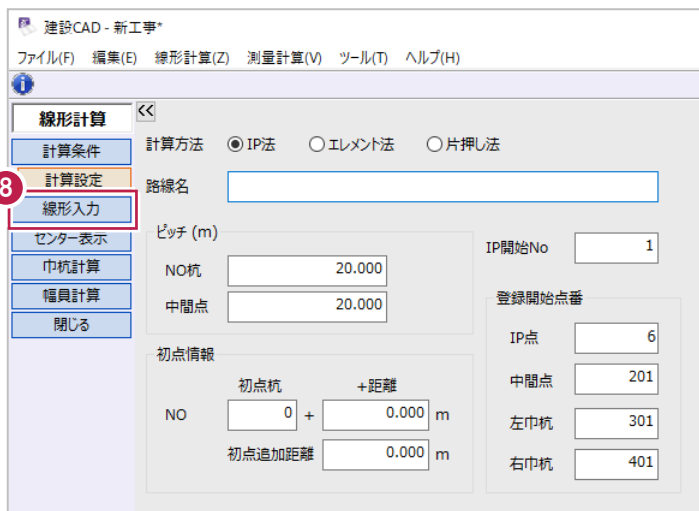 建設CAD - 新工事*
ファイル(F) 編集(E) 線形計算(Z) 測量計算(V) ツール(T) ヘルプ(H)
線形計算
<<
計算条件
計算設定
8
線形入力
センター表示
巾杭計算
幅員計算
閉じる
計算方法 IP法 エレメント法 片押し法
路線名
ピッチ (m)
NO杭 20.000
中間点 20.000
初点情報
初点杭 +距離
NO 0 + 0.000 m
初点追加距離 0.000 m
IP開始No 1
登録開始点番
IP点 6
中間点 201
左巾杭 301
右巾杭 401